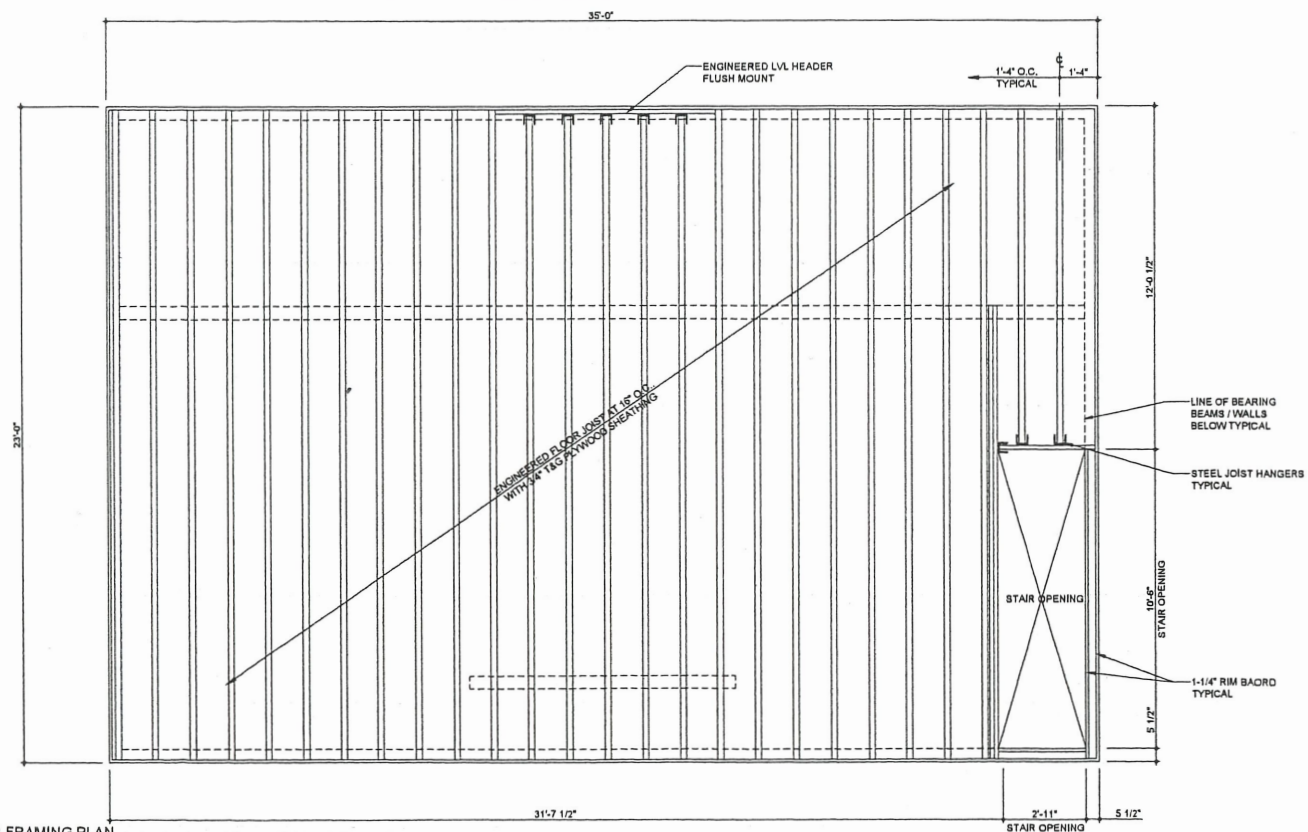 35'-0"
ENGINEERED LVL HEADER
FLUSH MOUNT
1'-4" O.C.
TYPICAL
1'-4"
23'-0"
12'-0 1/2"
ENGINEERED FLOOR JOIST AT 16" O.C.
WITH 3/4" T&G PLYWOOD SHEATHING
LINE OF BEARING
BEAMS / WALLS
BELOW TYPICAL
STEEL JOIST HANGERS
TYPICAL
STAIR OPENING
10'-6"
STAIR OPENING
1-1/4" RIM BAORD
TYPICAL
5 1/2"
31'-7 1/2"
2'-11"
STAIR OPENING
5 1/2"
FRAMING PLAN